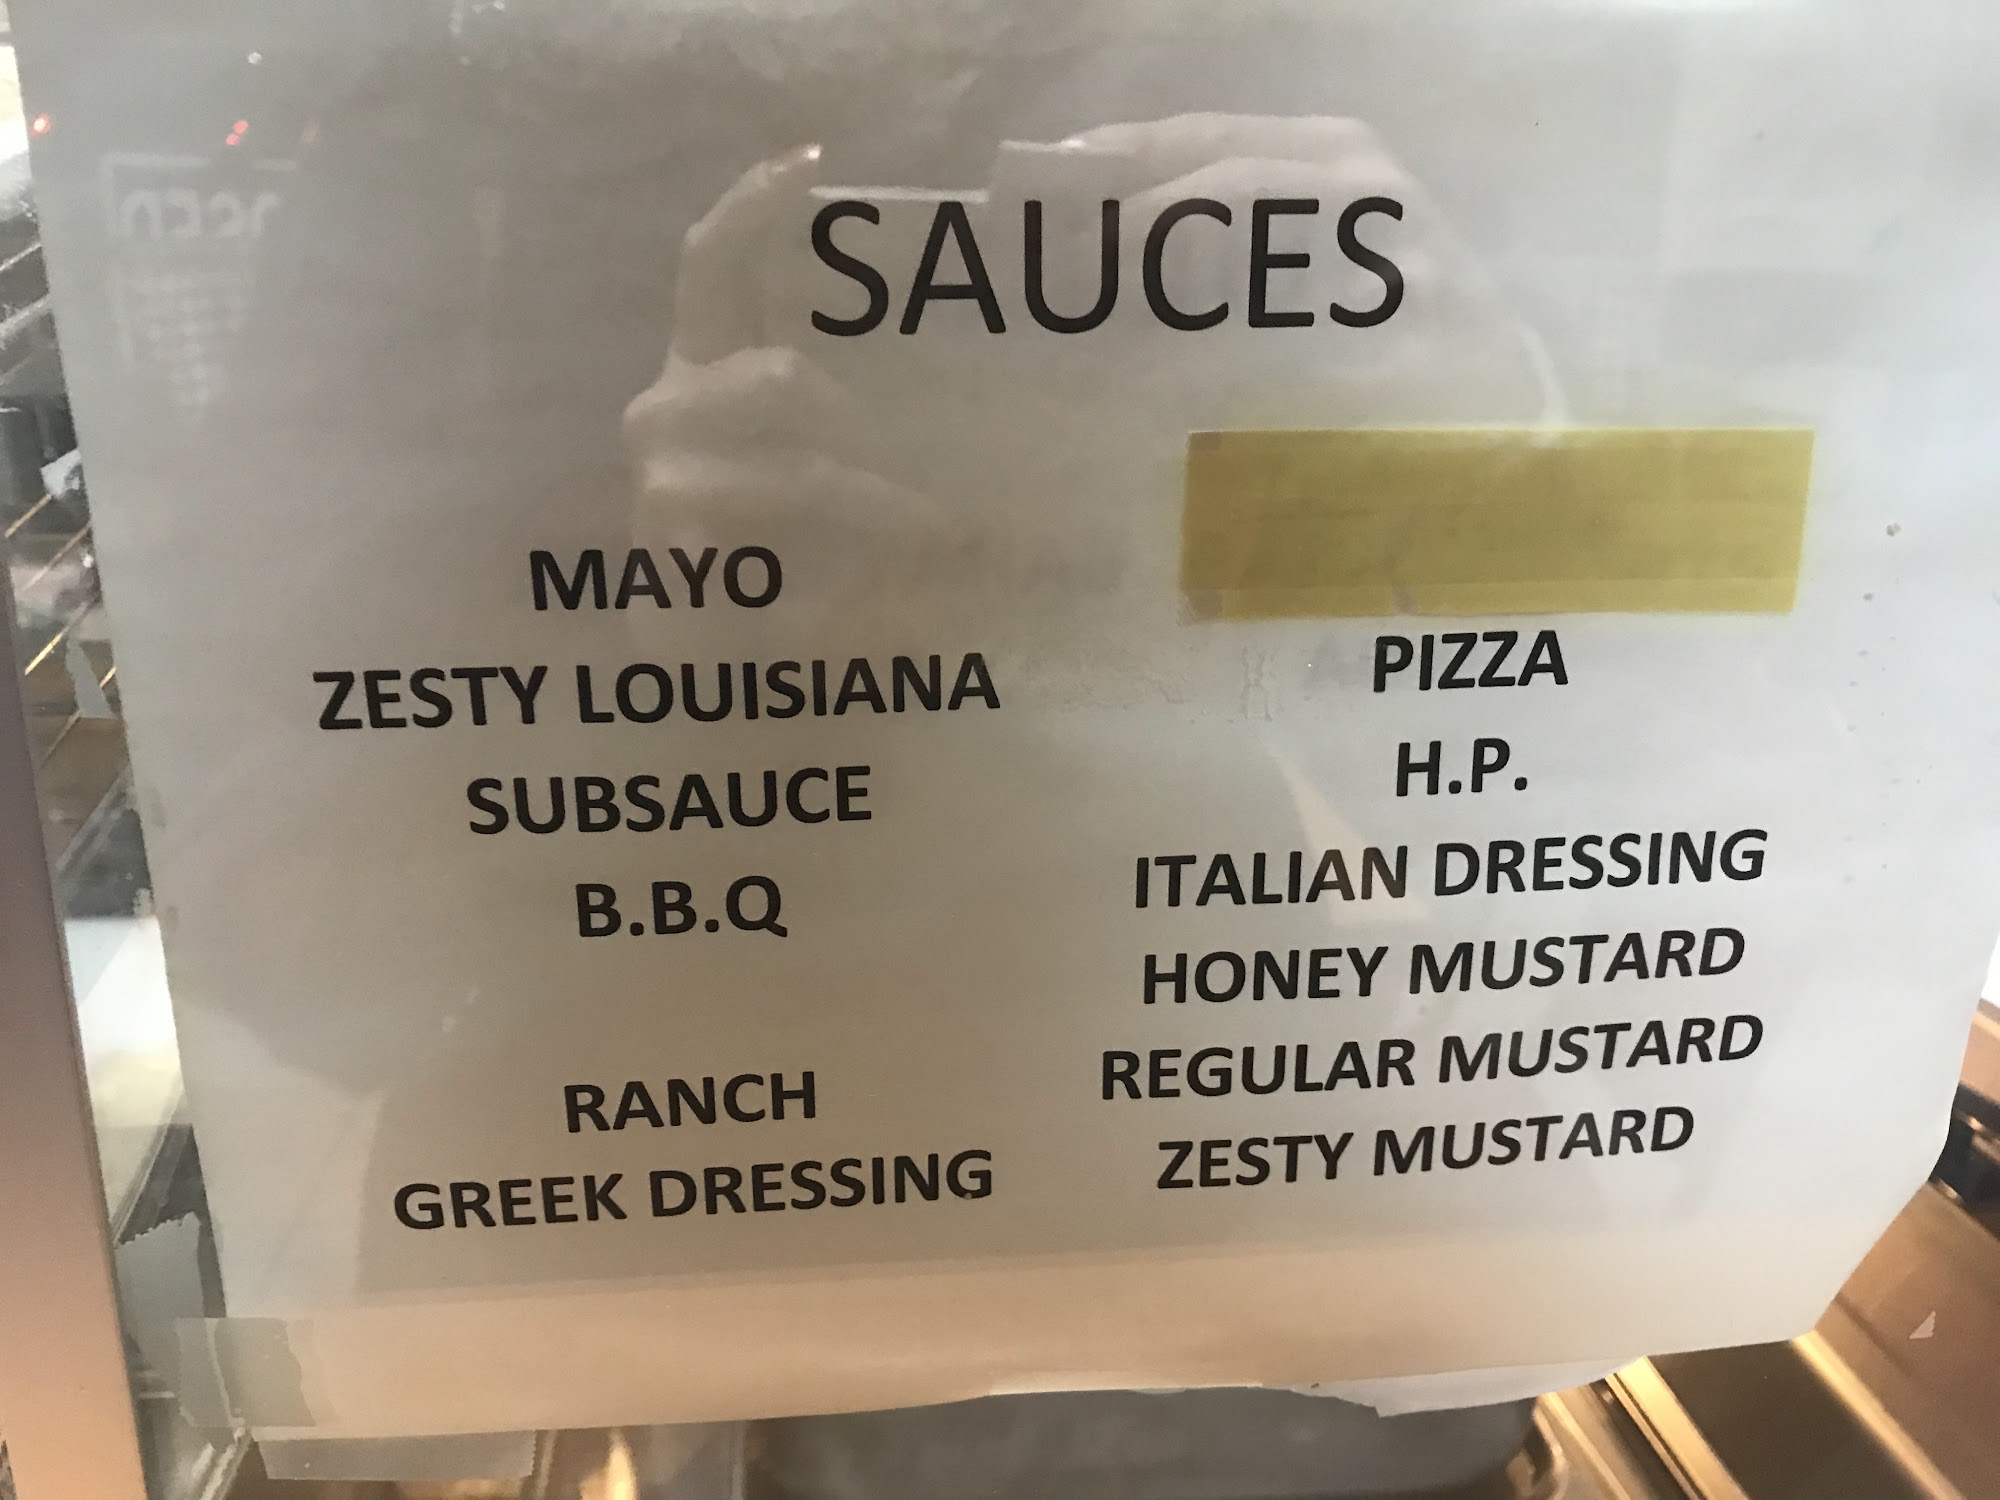 SAUCES
MAYO
ZESTY LOUISIANA
SUBSAUCE
B.B.Q
RANCH
GREEK DRESSING
PIZZA
H.P.
ITALIAN DRESSING
HONEY MUSTARD
REGULAR MUSTARD
ZESTY MUSTARD